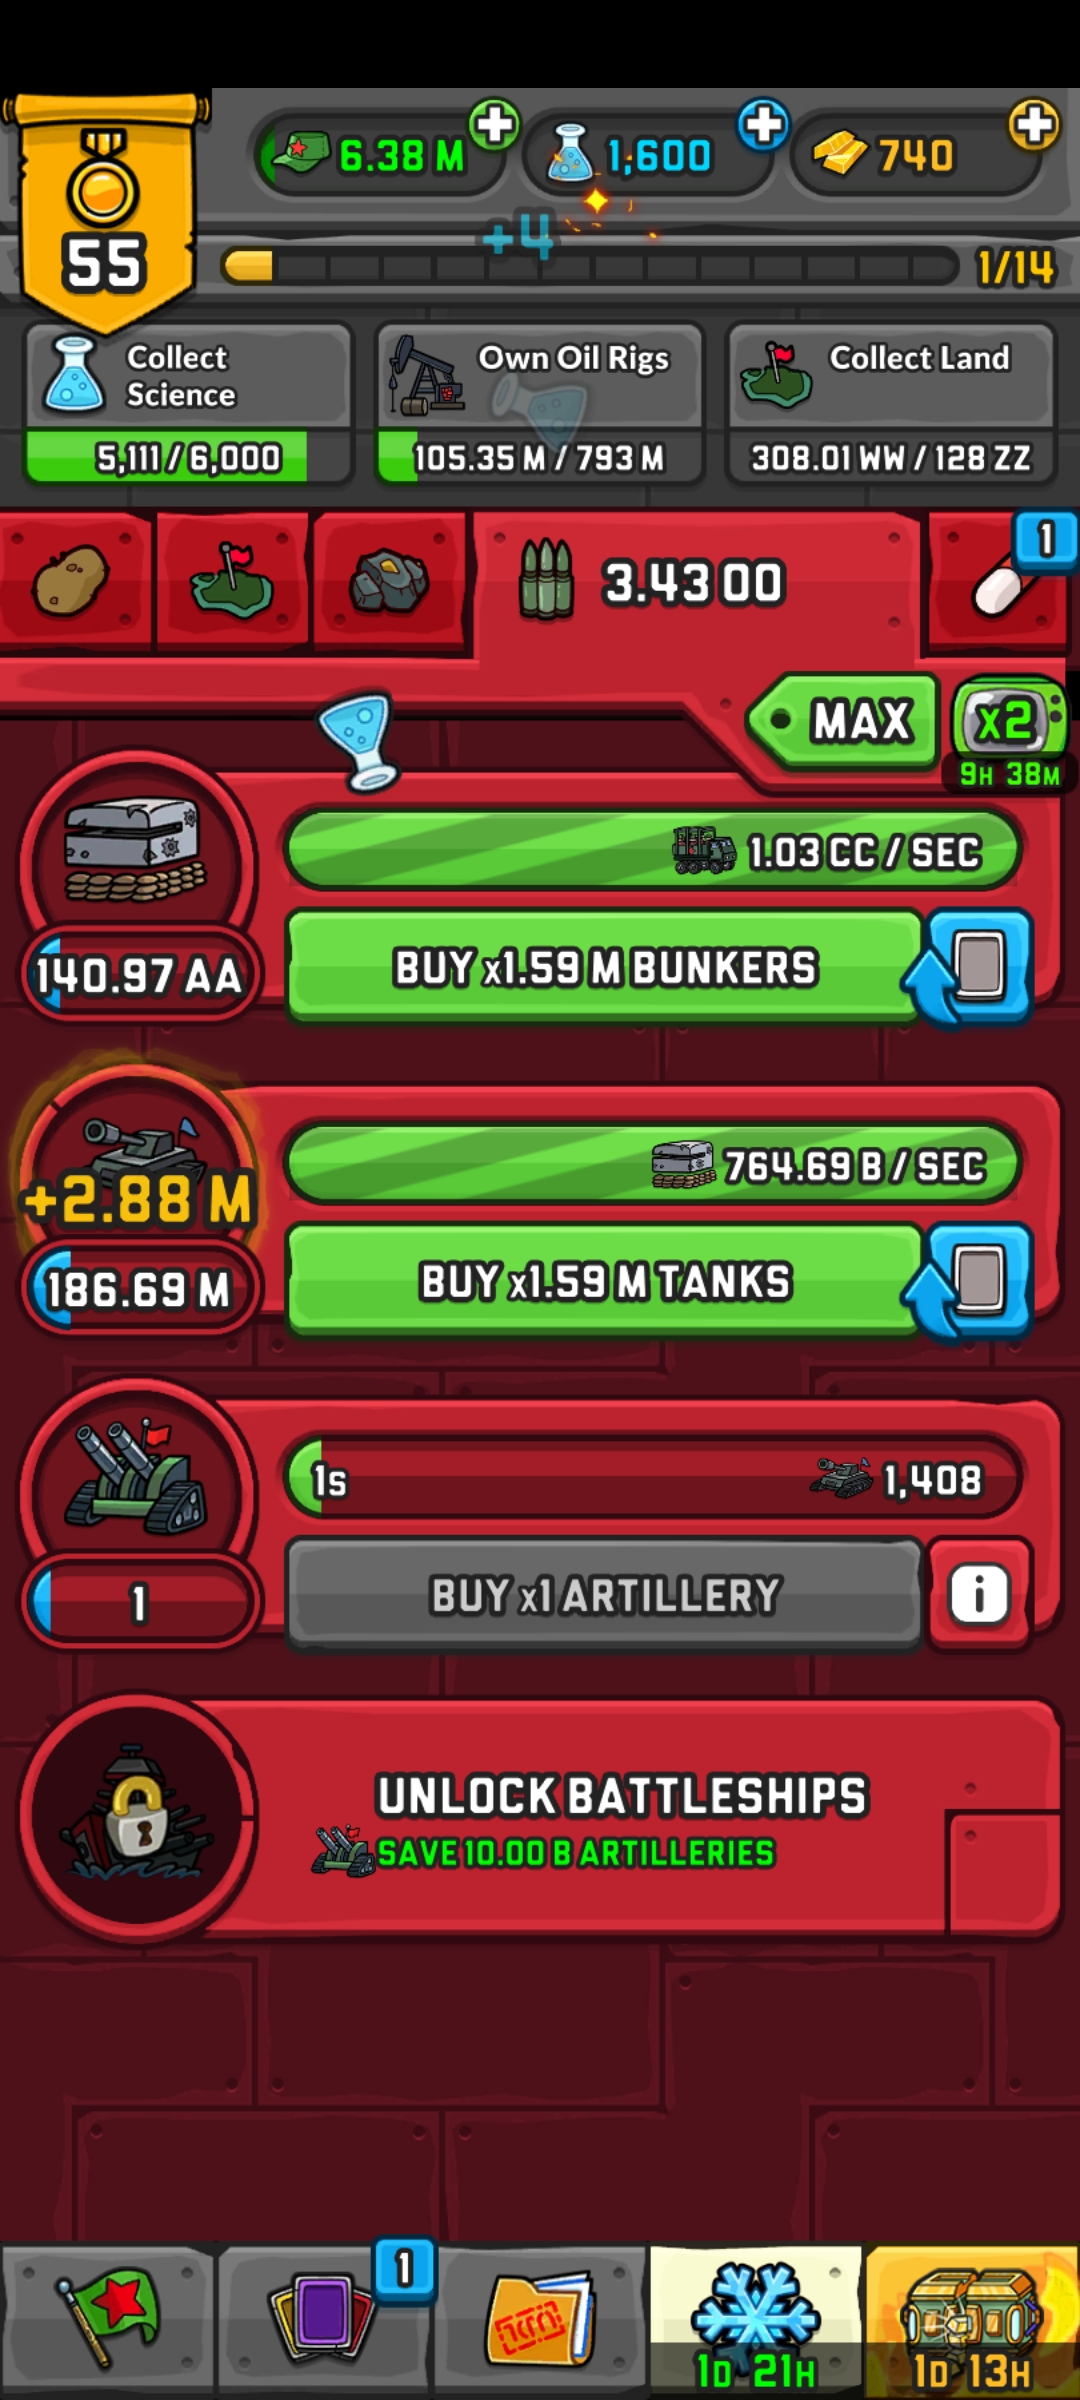 55
6.38 M
1,600
740
+4
1/14
Collect
Science
5,111 / 6,000
Own Oil Rigs
105.35 M / 793 M
Collect Land
308.01 WW / 128 ZZ
3.43 OO
1
MAX
x2
9H 38M
1.03 CC / SEC
140.97 AA
BUY x1.59 M BUNKERS
764.69 B / SEC
+2.88 M
186.69 M
BUY x1.59 M TANKS
1s
1,408
1
BUY x1 ARTILLERY
i
UNLOCK BATTLESHIPS
SAVE 10.00 B ARTILLERIES
1
1D 21H
1D 13H